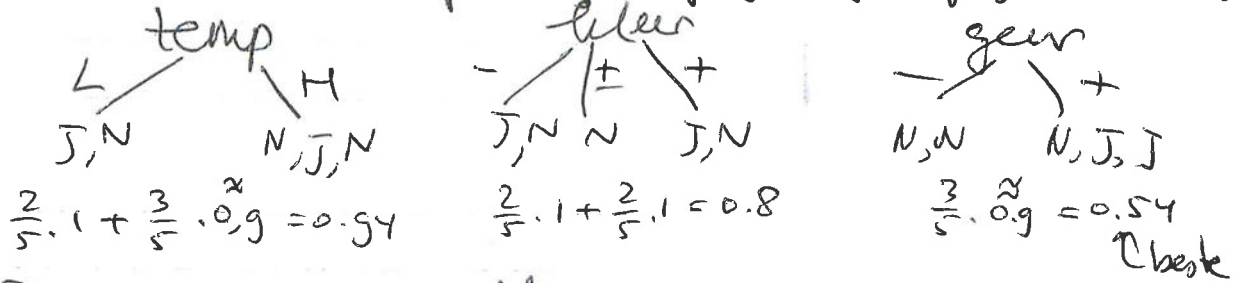 temp kleur geur
L H - ± + - +
J,N N,J,N J,N N J,N N,N N,J,J
2/5 . 1 + 3/5 . 0,9 = 0.94 2/5 . 1 + 2/5 . 1 = 0.8 3/5 . 0.9 = 0.54
↑ beste